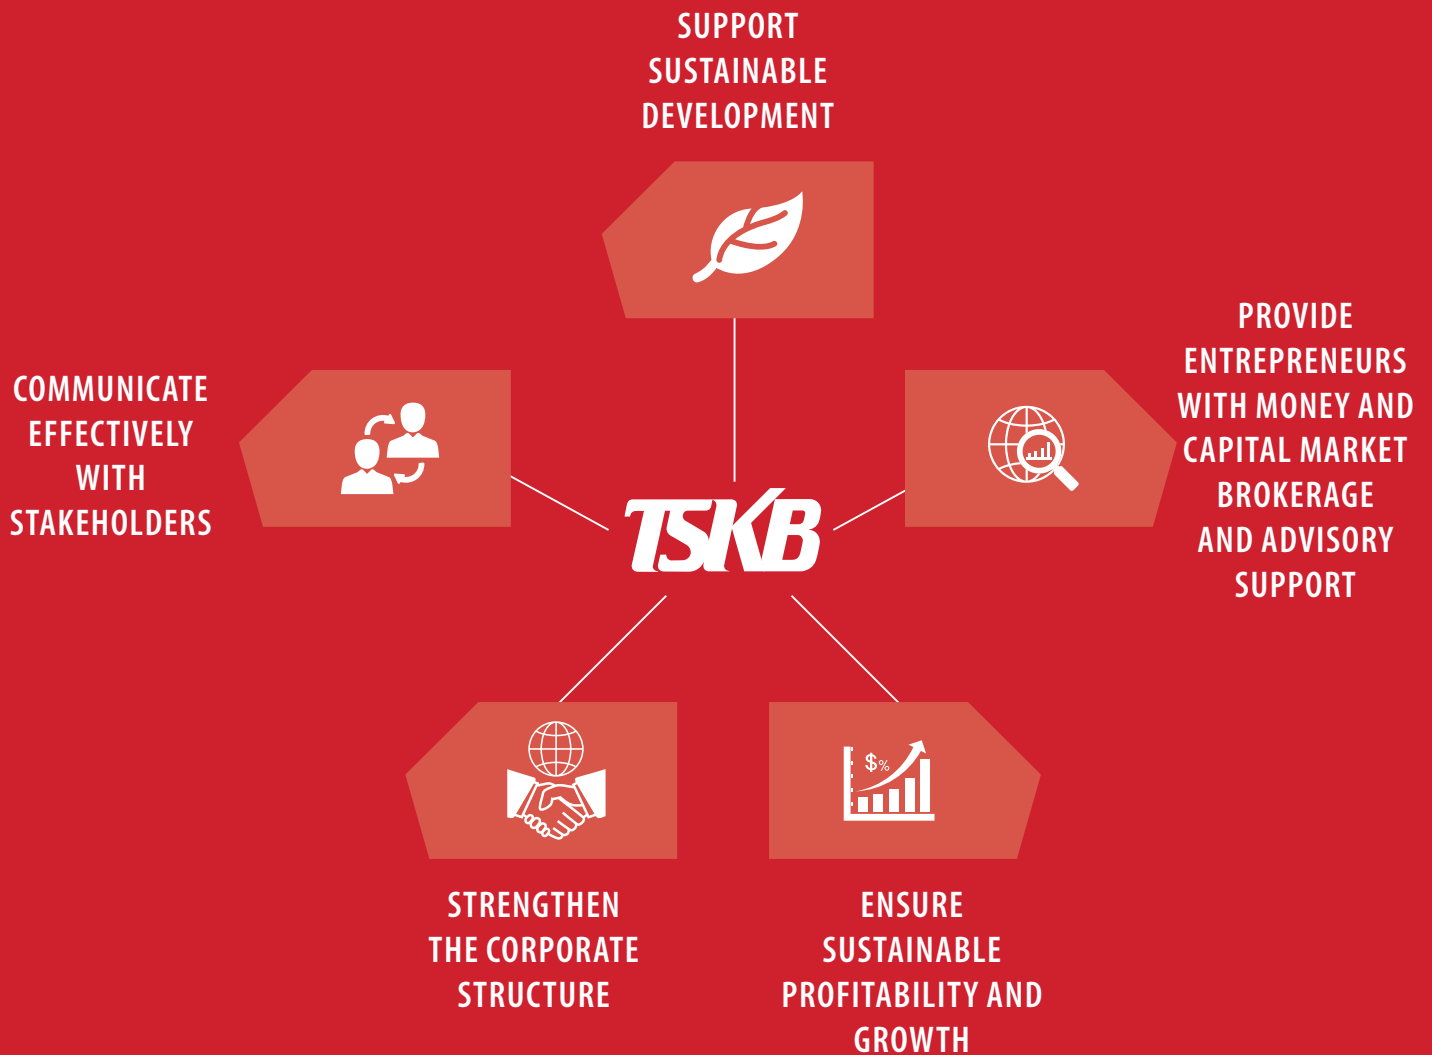 SUPPORT
SUSTAINABLE
DEVELOPMENT
COMMUNICATE
EFFECTIVELY
WITH
STAKEHOLDERS
PROVIDE
ENTREPRENEURS
WITH MONEY AND
CAPITAL MARKET
BROKERAGE
AND ADVISORY
SUPPORT
TSKB
$%
STRENGTHEN
THE CORPORATE
STRUCTURE
ENSURE
SUSTAINABLE
PROFITABILITY AND
GROWTH